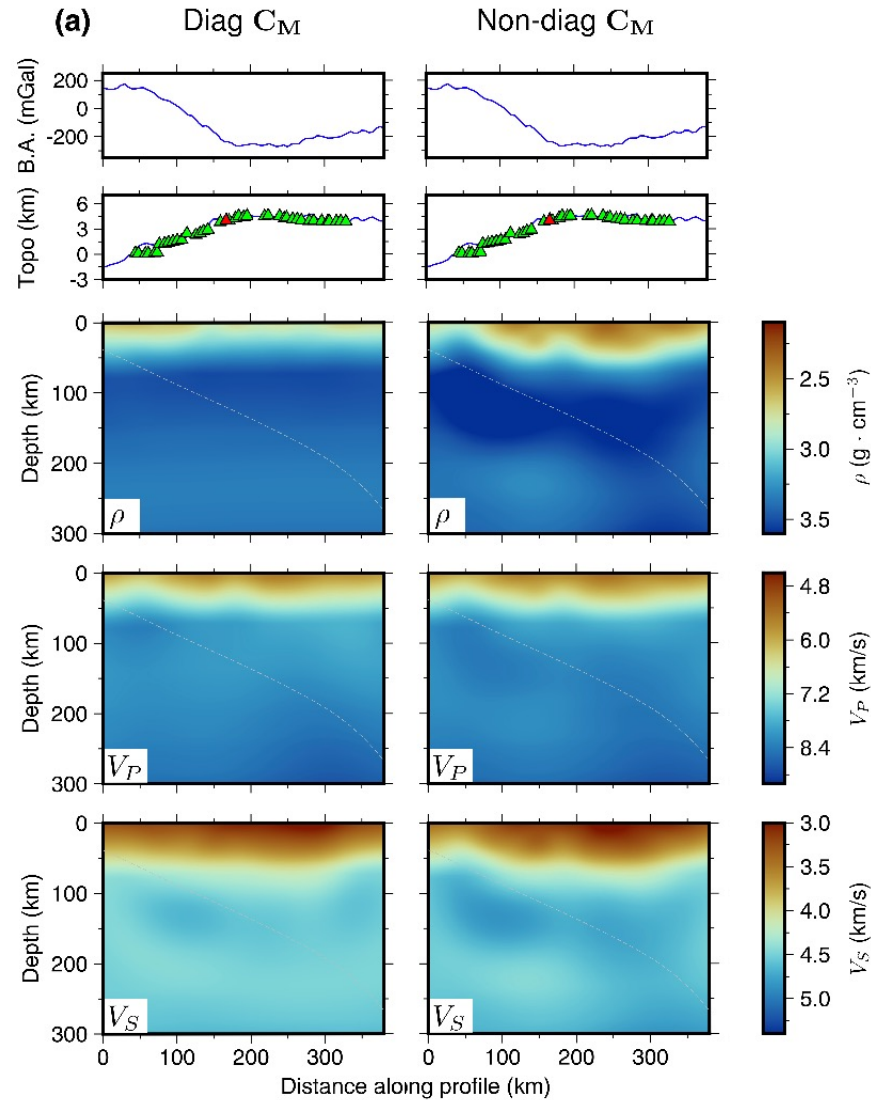 (a) Diag C_M Non-diag C_M
B.A. (mGal)
200
0
-200
0 100 200 300 0 100 200 300
Topo (km)
6
3
0
-3
Depth (km)
0
100
200
300
ρ ρ
2.5
3.0
3.5
ρ (g · cm⁻³)
Depth (km)
0
100
200
300
V_P V_P
4.8
6.0
7.2
8.4
V_P (km/s)
Depth (km)
0
100
200
300
V_S V_S
3.0
3.5
4.0
4.5
5.0
V_S (km/s)
0 100 200 300 0 100 200 300
Distance along profile (km)